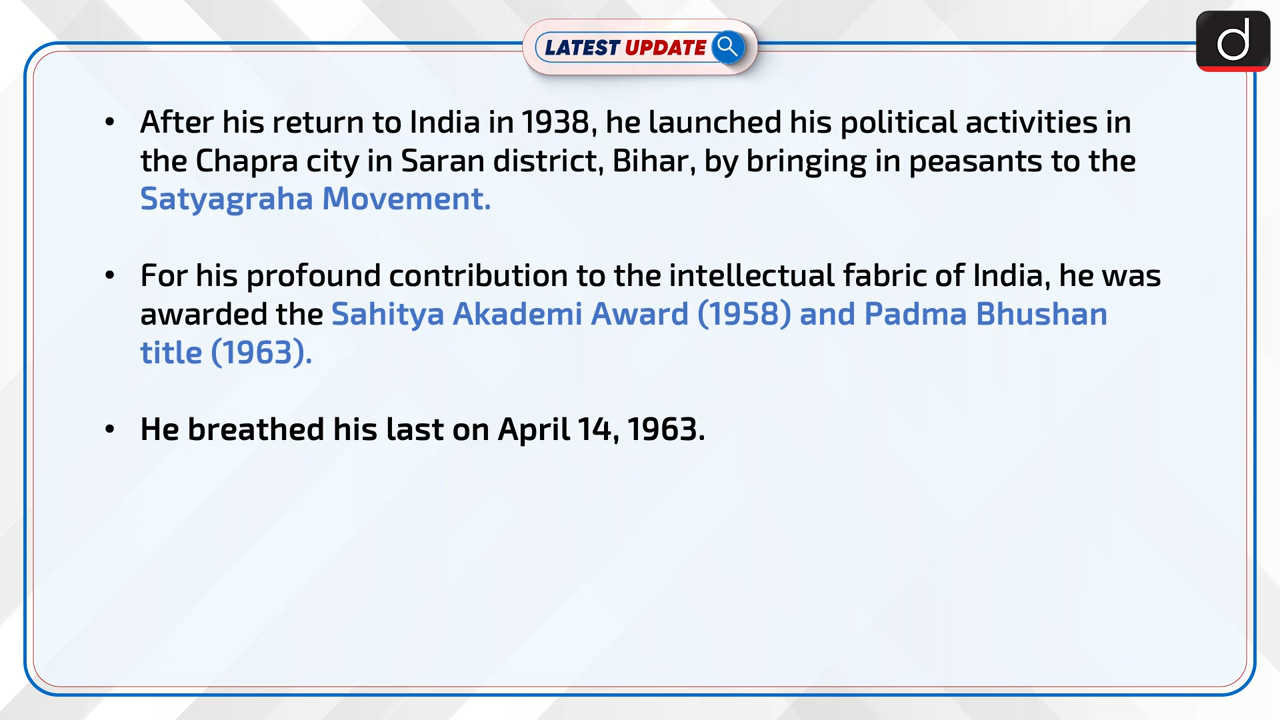 LATEST UPDATE
d
• After his return to India in 1938, he launched his political activities in
the Chapra city in Saran district, Bihar, by bringing in peasants to the
Satyagraha Movement.
• For his profound contribution to the intellectual fabric of India, he was
awarded the Sahitya Akademi Award (1958) and Padma Bhushan
title (1963).
• He breathed his last on April 14, 1963.